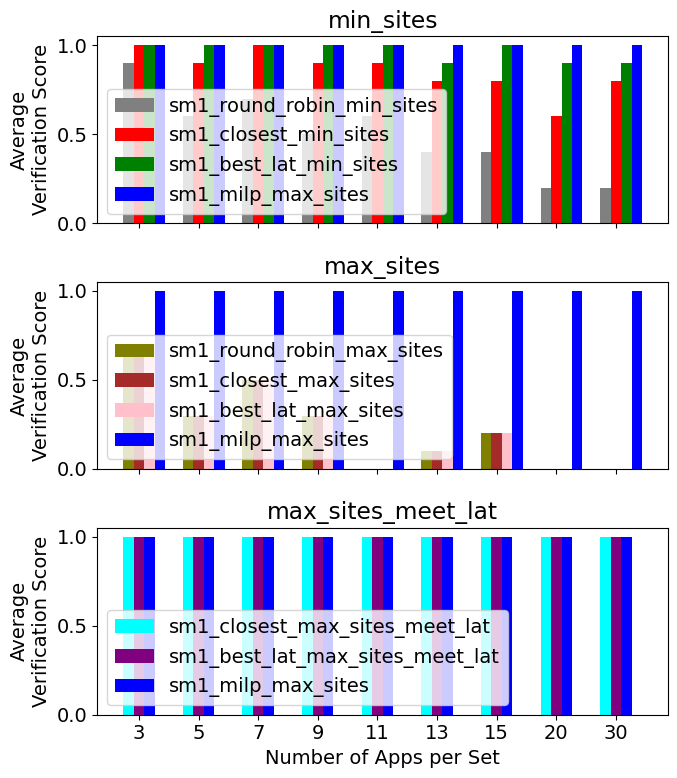 min_sites
1.0
0.5
0.0
Average
Verification Score
sm1_round_robin_min_sites
sm1_closest_min_sites
sm1_best_lat_min_sites
sm1_milp_max_sites
max_sites
1.0
0.5
0.0
Average
Verification Score
sm1_round_robin_max_sites
sm1_closest_max_sites
sm1_best_lat_max_sites
sm1_milp_max_sites
max_sites_meet_lat
1.0
0.5
0.0
Average
Verification Score
sm1_closest_max_sites_meet_lat
sm1_best_lat_max_sites_meet_lat
sm1_milp_max_sites
3 5 7 9 11 13 15 20 30
Number of Apps per Set